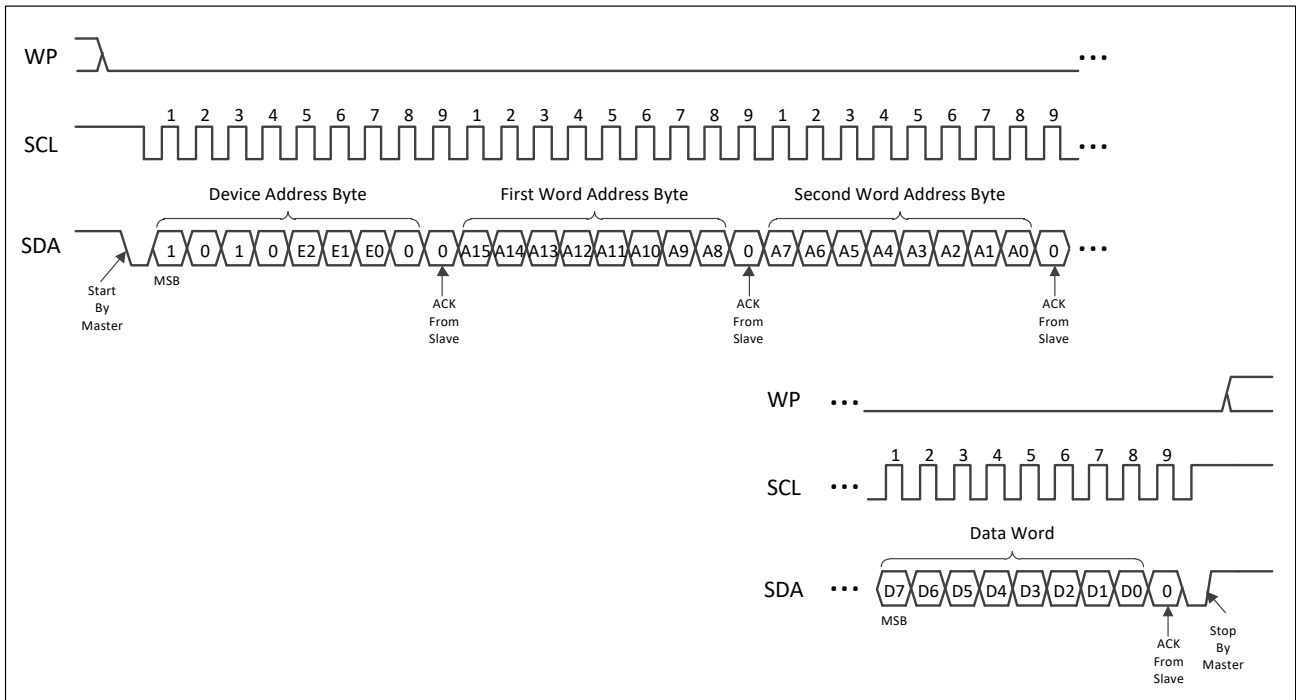 WP ...
1 2 3 4 5 6 7 8 9 1 2 3 4 5 6 7 8 9 1 2 3 4 5 6 7 8 9
SCL ...
Device Address Byte First Word Address Byte Second Word Address Byte
SDA 1 0 1 0 E2 E1 E0 0 0 A15 A14 A13 A12 A11 A10 A9 A8 0 A7 A6 A5 A4 A3 A2 A1 A0 0 ...
MSB
Start
By
Master
ACK
From
Slave
ACK
From
Slave
ACK
From
Slave
WP ...
1 2 3 4 5 6 7 8 9
SCL ...
Data Word
SDA ... D7 D6 D5 D4 D3 D2 D1 D0 0
MSB
ACK
From
Slave
Stop
By
Master